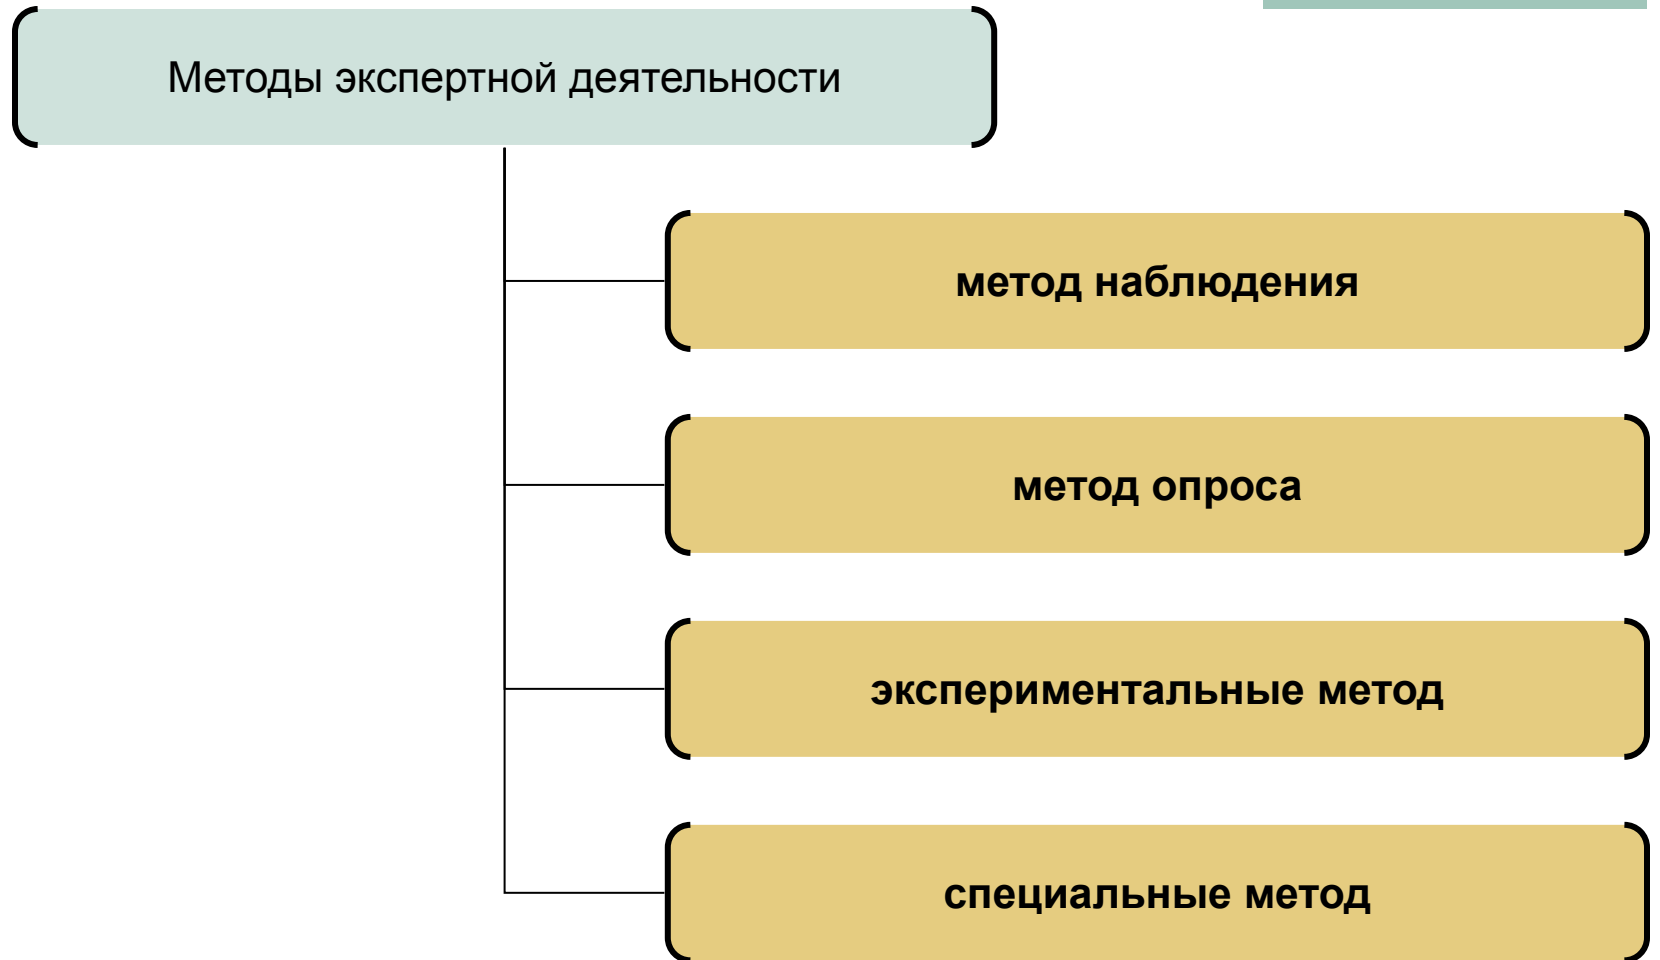 Методы экспертной деятельности
метод наблюдения
метод опроса
экспериментальные метод
специальные метод